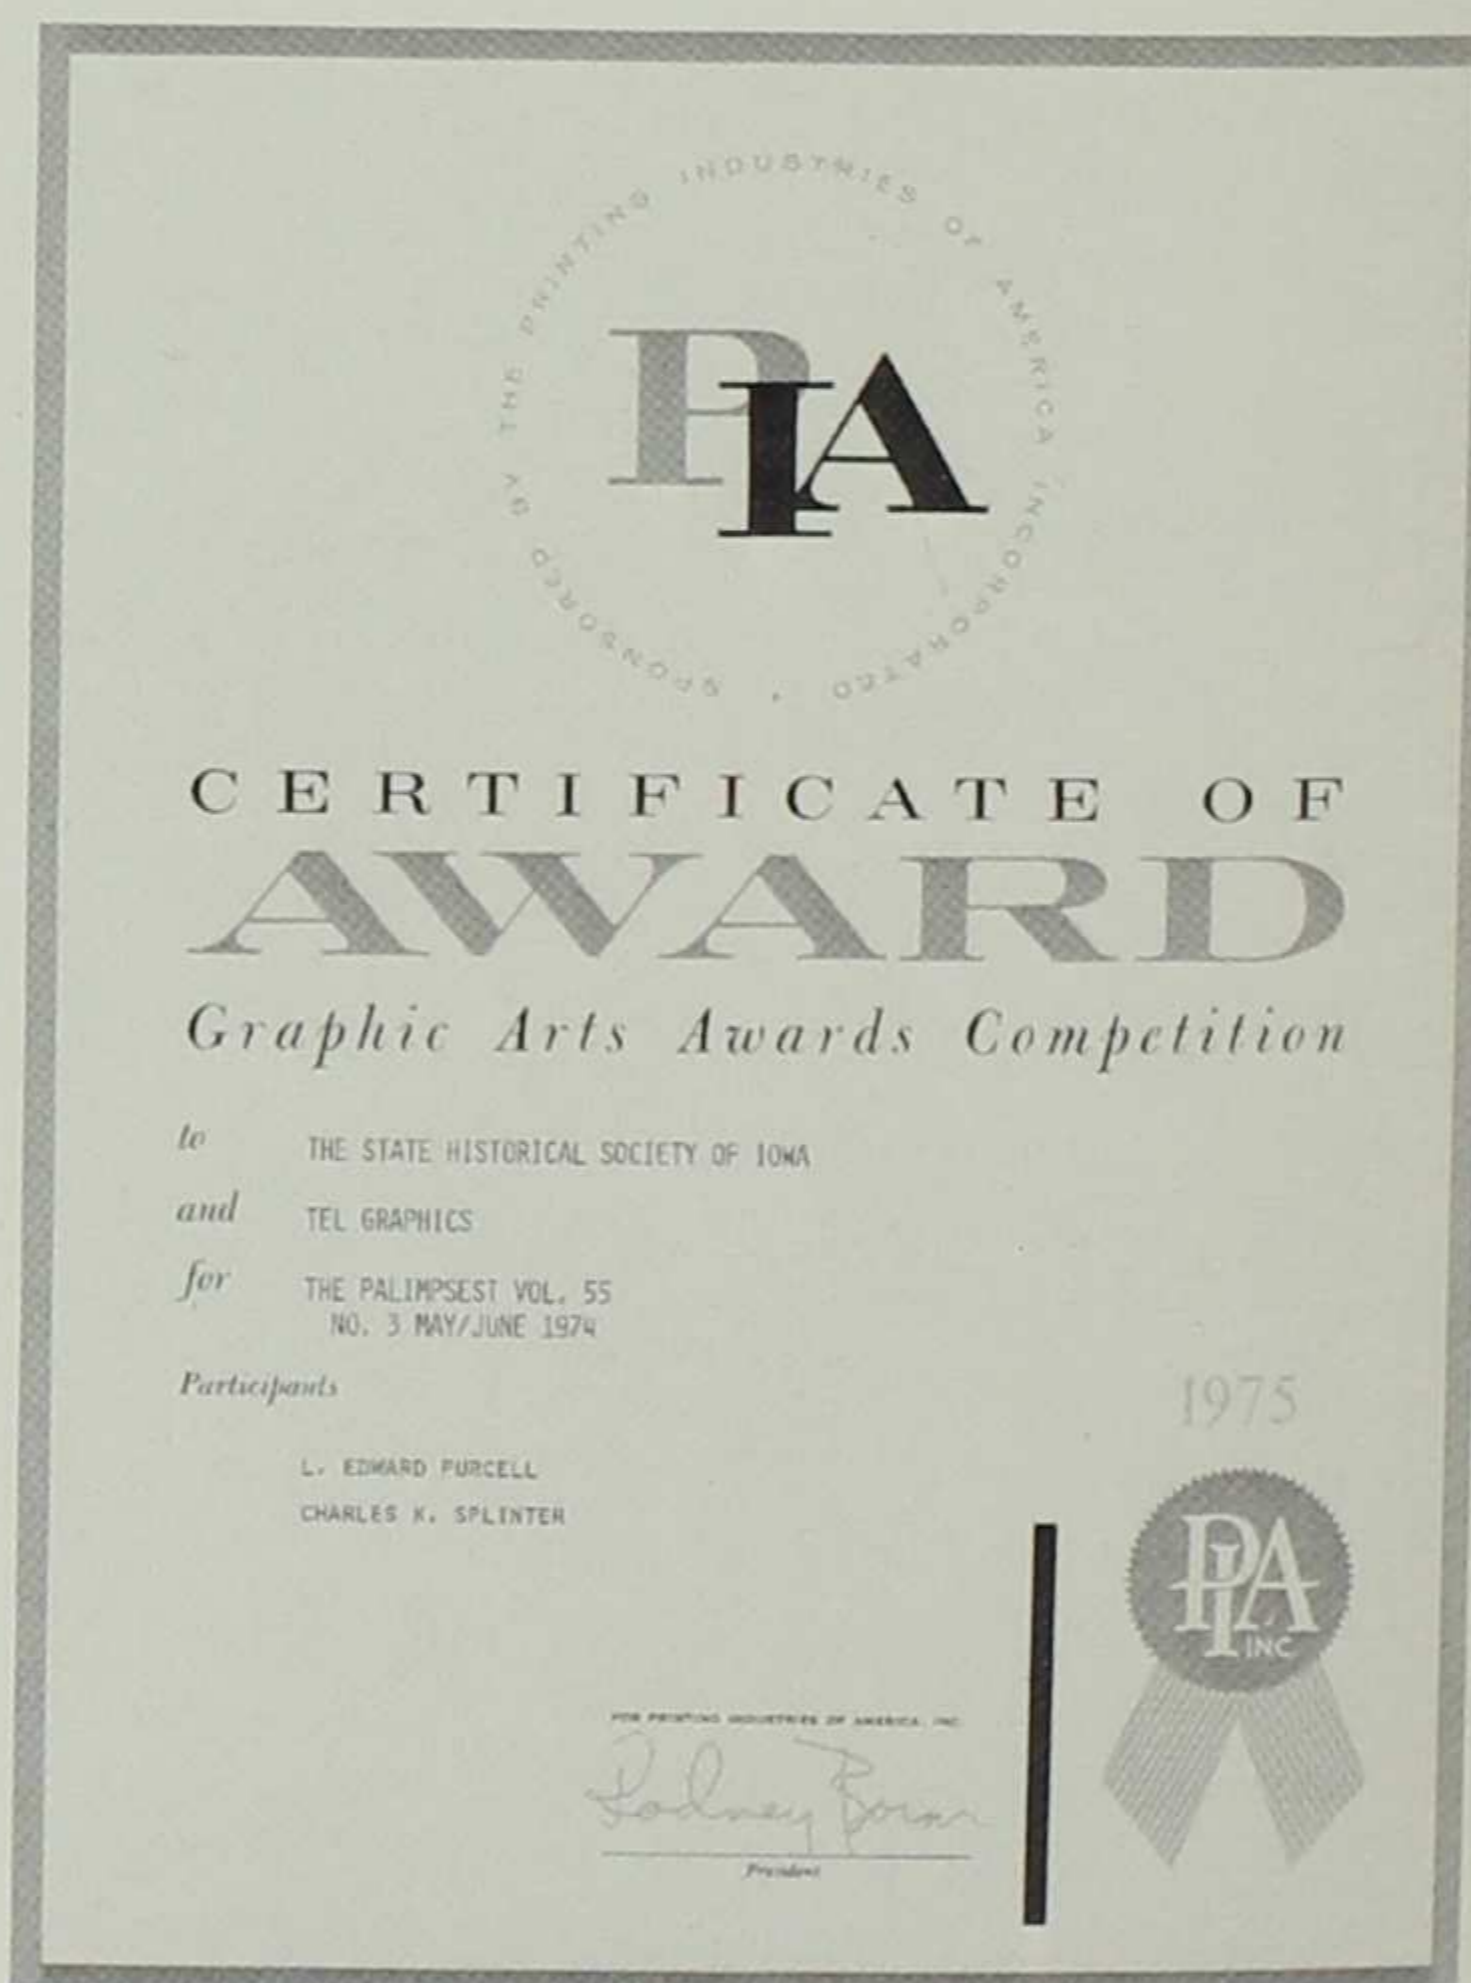 SPONSORED BY THE PRINTING INDUSTRIES OF AMERICA INCORPORATED •
PIA
CERTIFICATE OF
AWARD
Graphic Arts Awards Competition
to THE STATE HISTORICAL SOCIETY OF IOWA
and TEL GRAPHICS
for THE PALIMPSEST VOL. 55
NO. 3 MAY/JUNE 1974
Participants
L. EDWARD PURCELL
CHARLES K. SPLINTER
1975
PIA
INC
FOR PRINTING INDUSTRIES OF AMERICA, INC.
Rodney
President